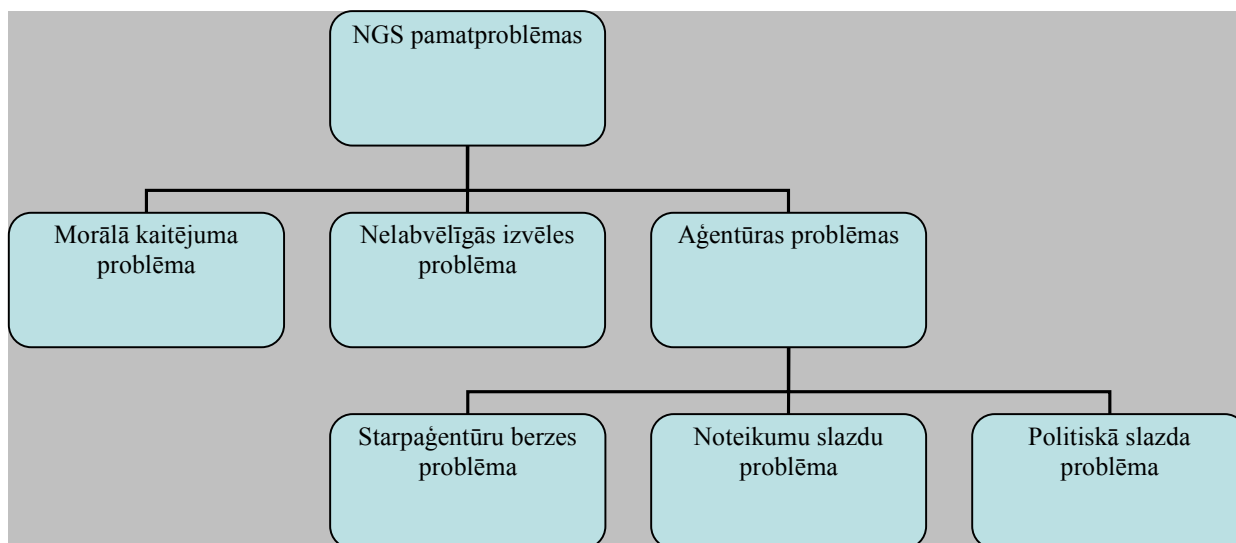 NGS pamatproblēmas
Morālā kaitējuma
problēma
Nelabvēlīgās izvēles
problēma
Aģentūras problēmas
Starpaģentūru berzes
problēma
Noteikumu slazdu
problēma
Politiskā slazda
problēma